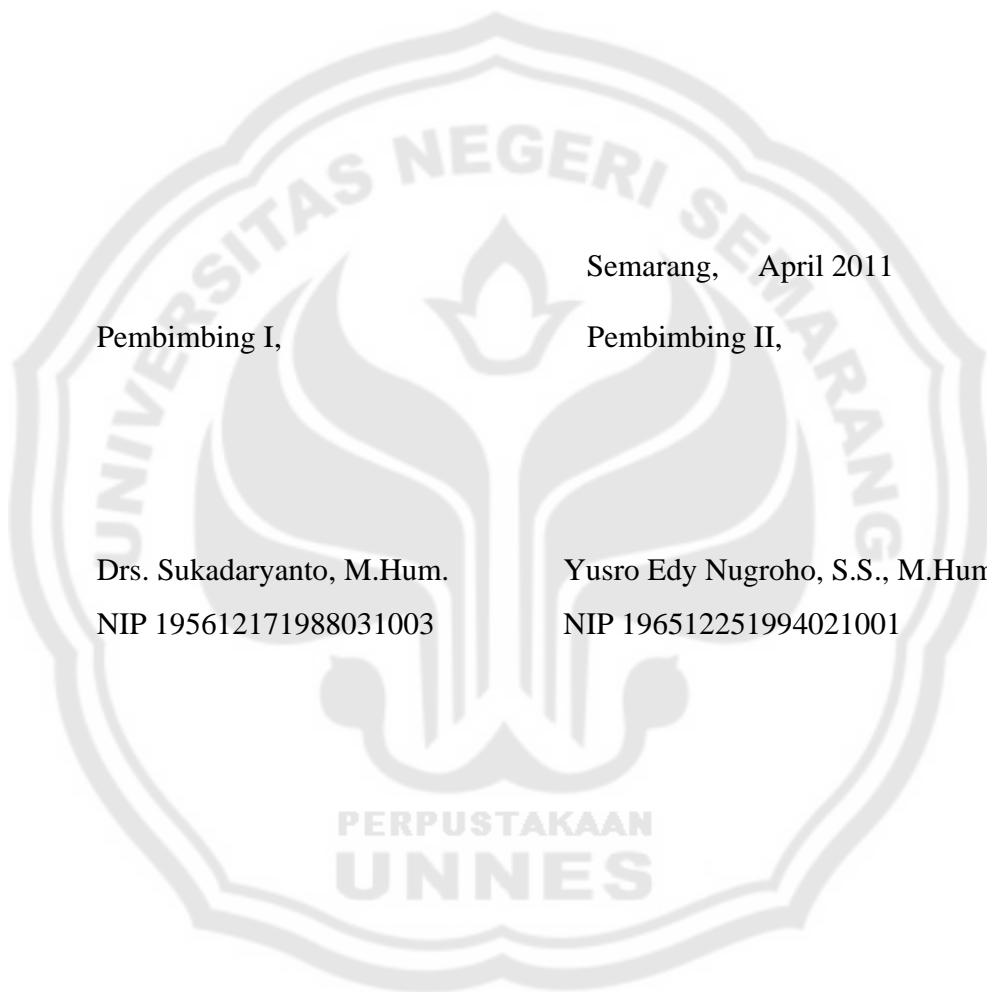 UNIVERSITAS NEGERI SEMARANG
Semarang, April 2011
Pembimbing I, Pembimbing II,
Drs. Sukadaryanto, M.Hum. Yusro Edy Nugroho, S.S., M.Hum
NIP 195612171988031003 NIP 196512251994021001
PERPUSTAKAAN
UNNES